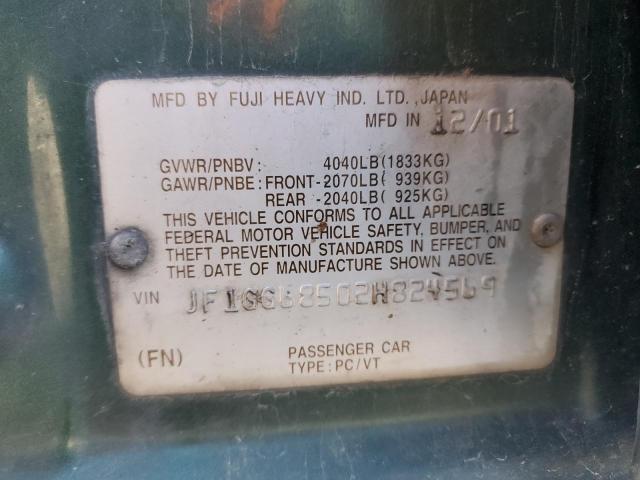 MFD BY FUJI HEAVY IND. LTD.,JAPAN
MFD IN 12/01
GVWR/PNBV: 4040LB(1833KG)
GAWR/PNBE:FRONT-2070LB( 939KG)
REAR -2040LB( 925KG)
THIS VEHICLE CONFORMS TO ALL APPLICABLE
FEDERAL MOTOR VEHICLE SAFETY, BUMPER, AND
THEFT PREVENTION STANDARDS IN EFFECT ON
THE DATE OF MANUFACTURE SHOWN ABOVE.
VIN JF1GG68502H824569
(FN) PASSENGER CAR
TYPE:PC/VT